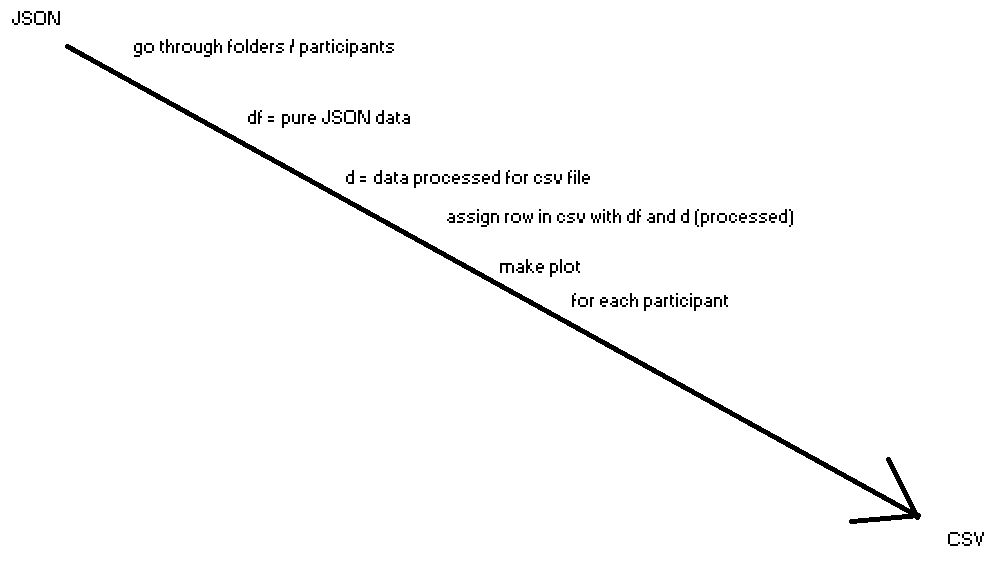 JSON
go through folders / participants
df = pure JSON data
d = data processed for csv file
assign row in csv with df and d (processed)
make plot
for each participant
CSV